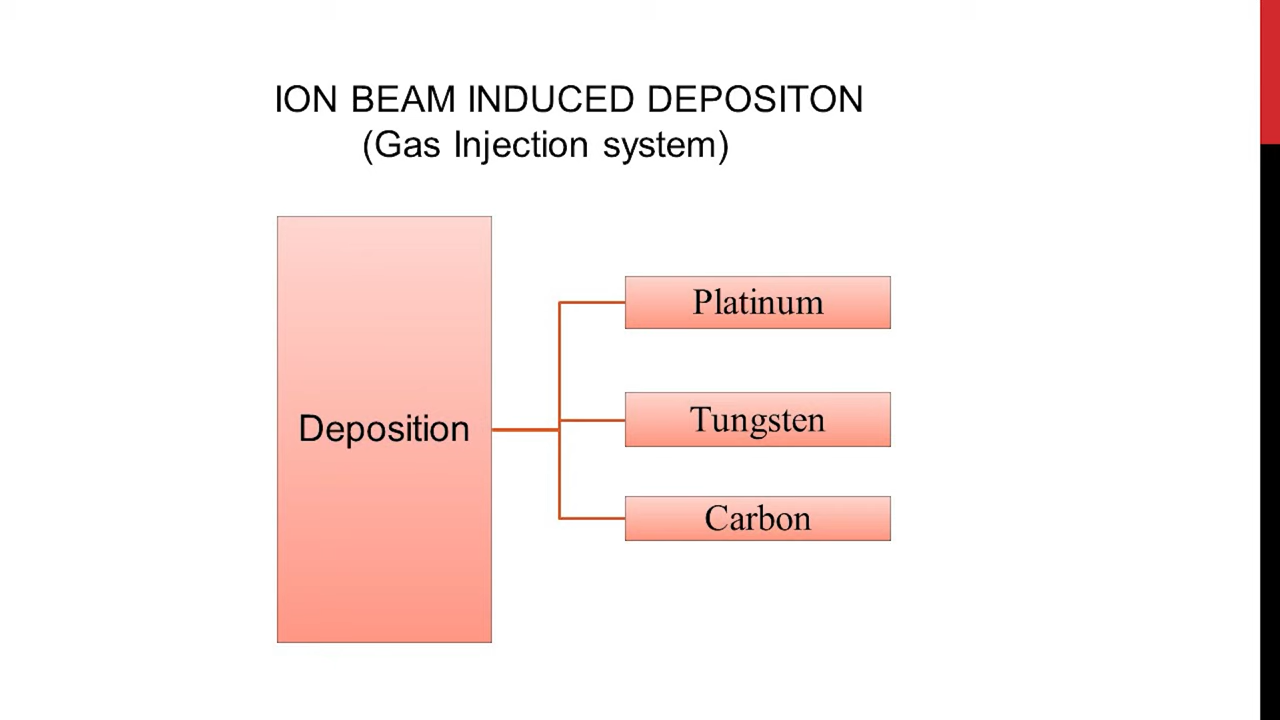 ION BEAM INDUCED DEPOSITON
(Gas Injection system)
Deposition
Platinum
Tungsten
Carbon